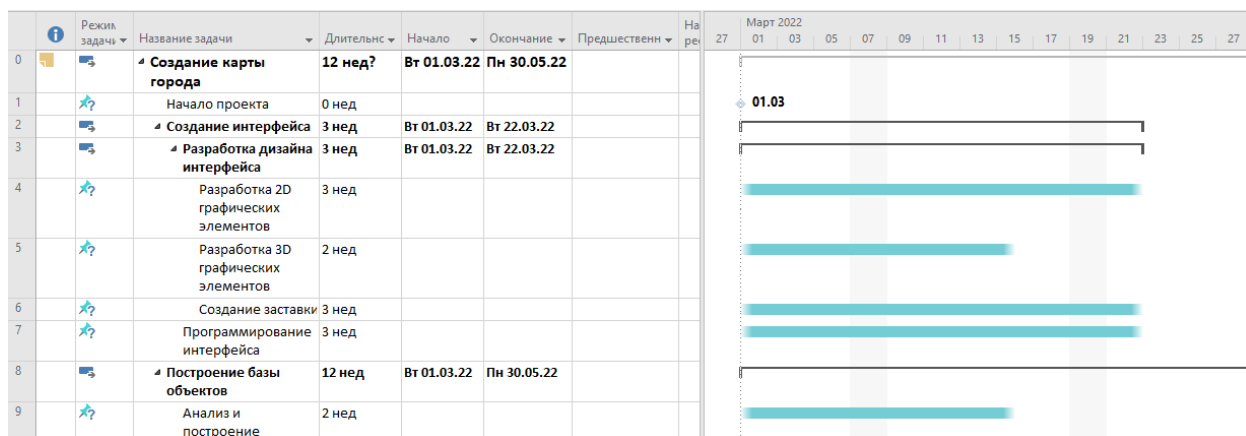 Режим задачи Название задачи Длительнс Начало Окончание Предшественн На рес 27 Март 2022
01 03 05 07 09 11 13 15 17 19 21 23 25 27
0 Создание карты города 12 нед? Вт 01.03.22 Пн 30.05.22
1 Начало проекта 0 нед 01.03
2 Создание интерфейса 3 нед Вт 01.03.22 Вт 22.03.22
3 Разработка дизайна интерфейса 3 нед Вт 01.03.22 Вт 22.03.22
4 Разработка 2D графических элементов 3 нед
5 Разработка 3D графических элементов 2 нед
6 Создание заставки 3 нед
7 Программирование интерфейса 3 нед
8 Построение базы объектов 12 нед Вт 01.03.22 Пн 30.05.22
9 Анализ и построение 2 нед